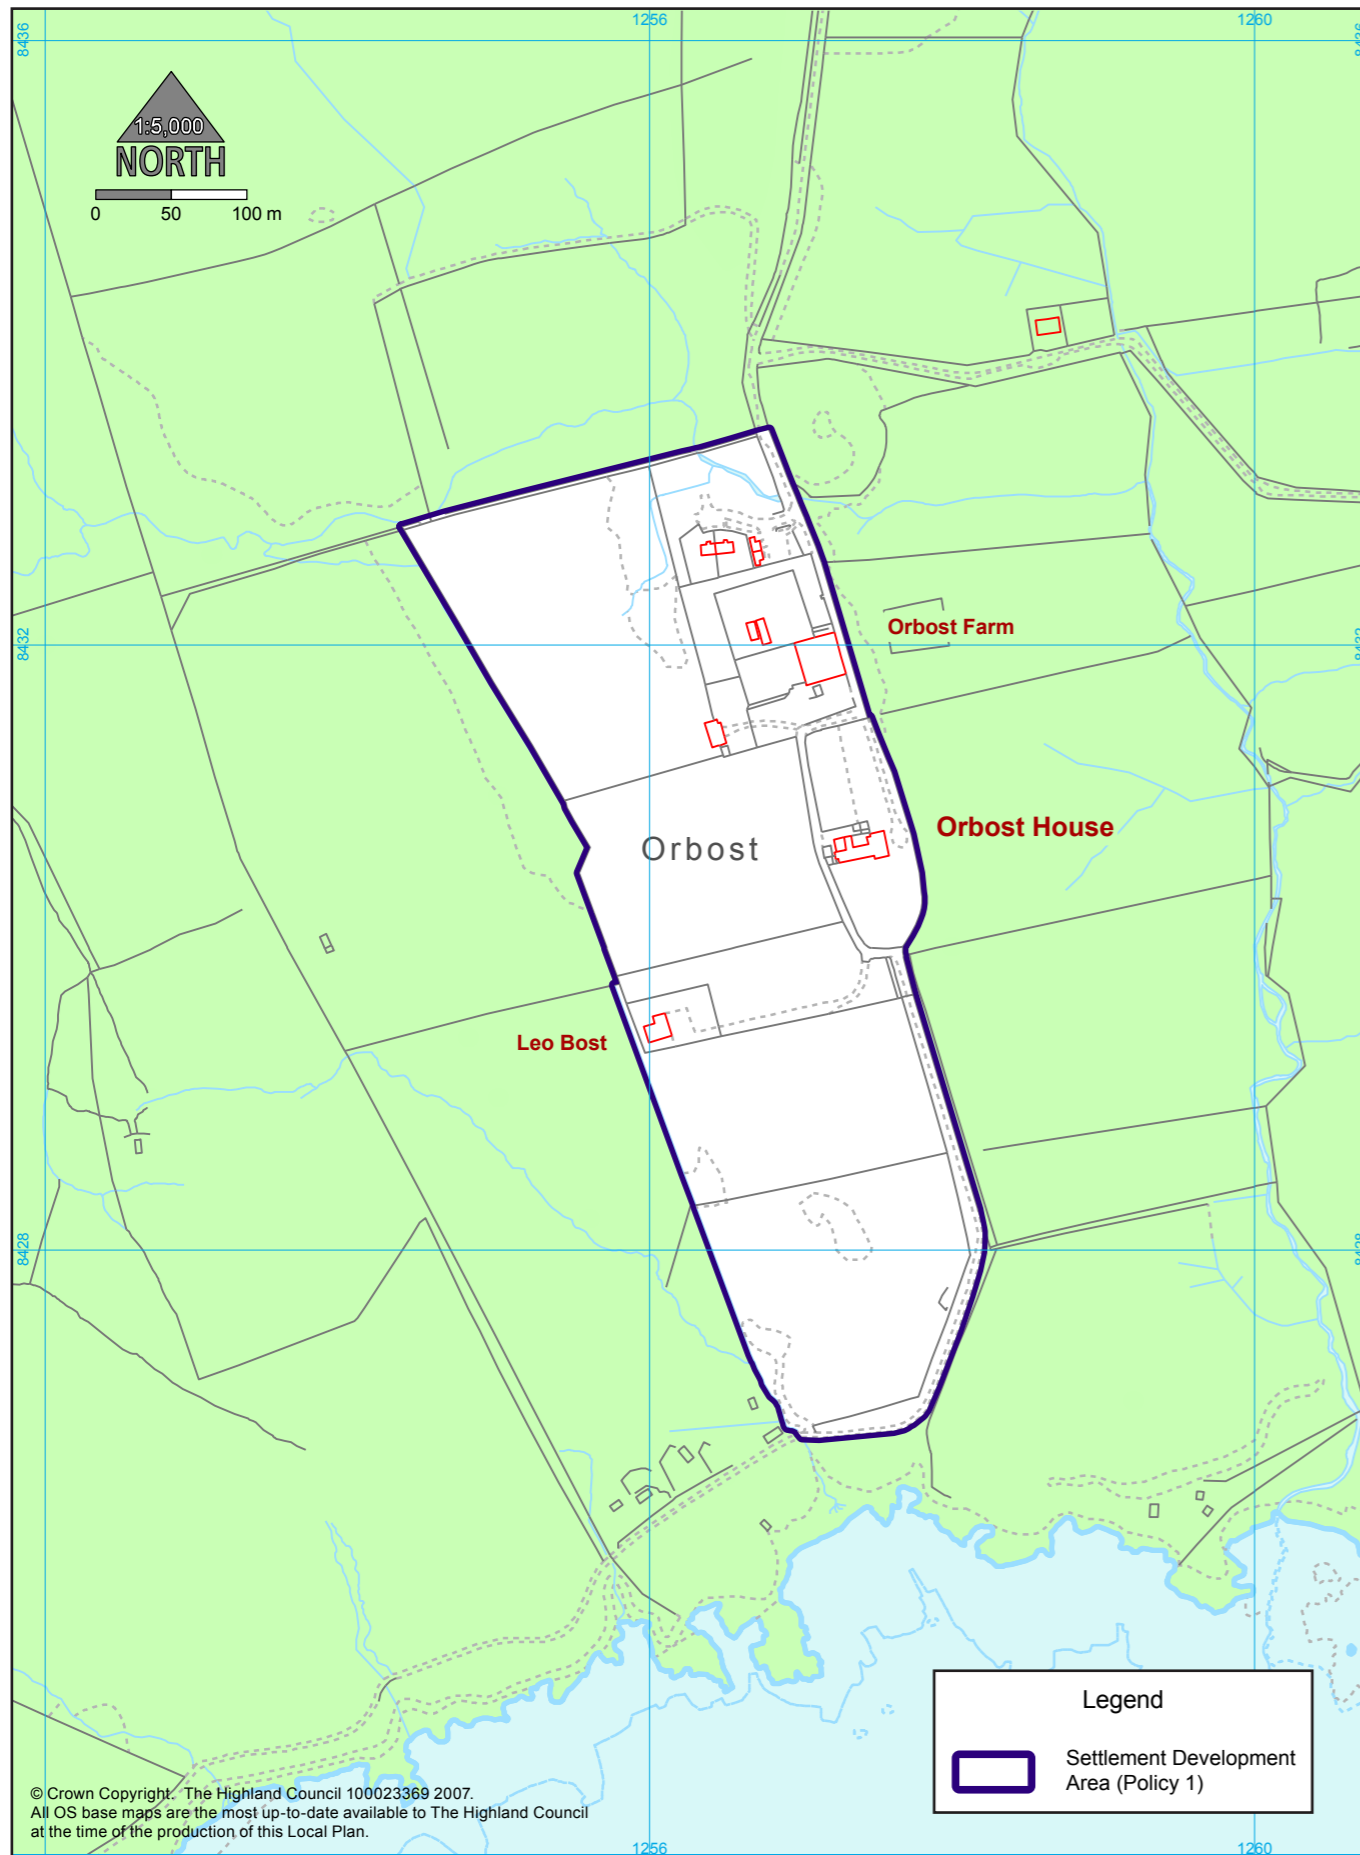 1256
1260
8436
8436
1:5,000
NORTH
0 50 100 m
Orbost Farm
8432
8432
Orbost House
Orbost
Leo Bost
8428
8428
Legend
Settlement Development
Area (Policy 1)
© Crown Copyright. The Highland Council 100023369 2007.
All OS base maps are the most up-to-date available to The Highland Council
at the time of the production of this Local Plan.
1256
1260